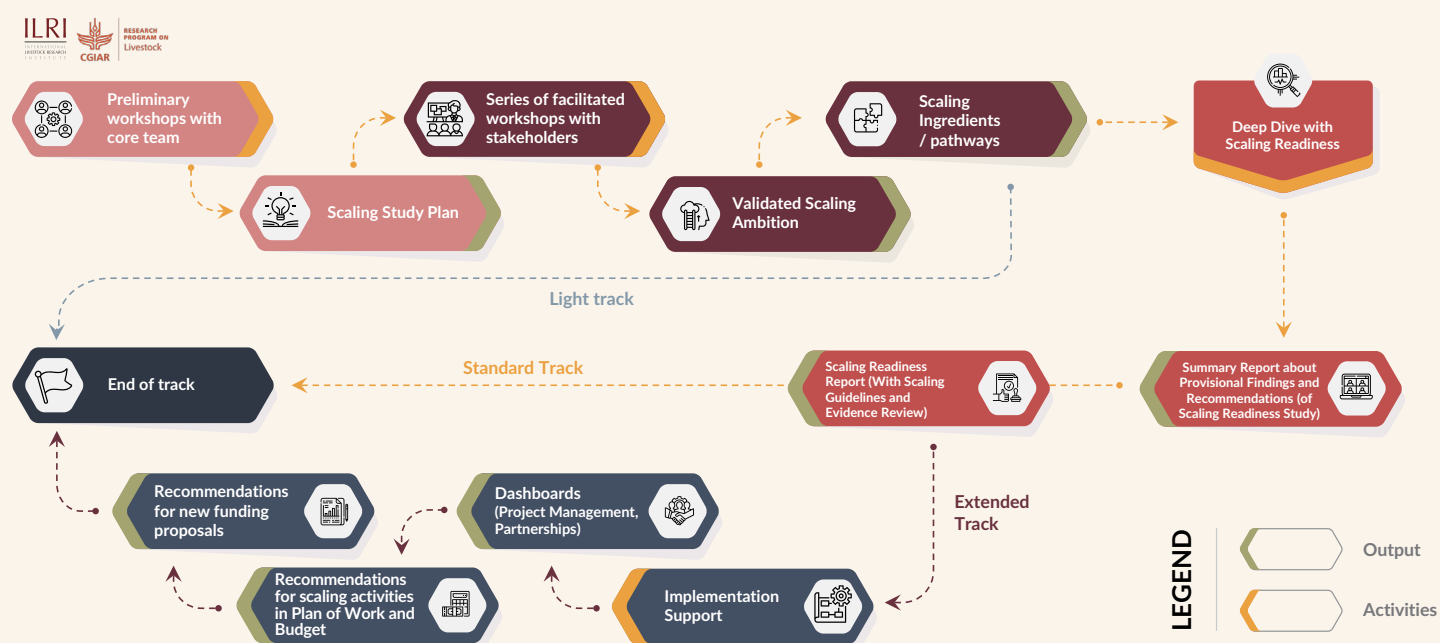 ILRI
INTERNATIONAL
LIVESTOCK RESEARCH
INSTITUTE
CGIAR
RESEARCH
PROGRAM ON
Livestock
Preliminary
workshops with
core team
Series of facilitated
workshops with
stakeholders
Scaling
Ingredients
/ pathways
Deep Dive with
Scaling Readiness
Scaling Study Plan
Validated Scaling
Ambition
Light track
End of track
Standard Track
Scaling Readiness
Report (With Scaling
Guidelines and
Evidence Review)
Summary Report about
Provisional Findings and
Recommendations (of
Scaling Readiness Study)
Recommendations
for new funding
proposals
Dashboards
(Project Management,
Partnerships)
Extended
Track
Recommendations
for scaling activities
in Plan of Work and
Budget
Implementation
Support
LEGEND
Output
Activities